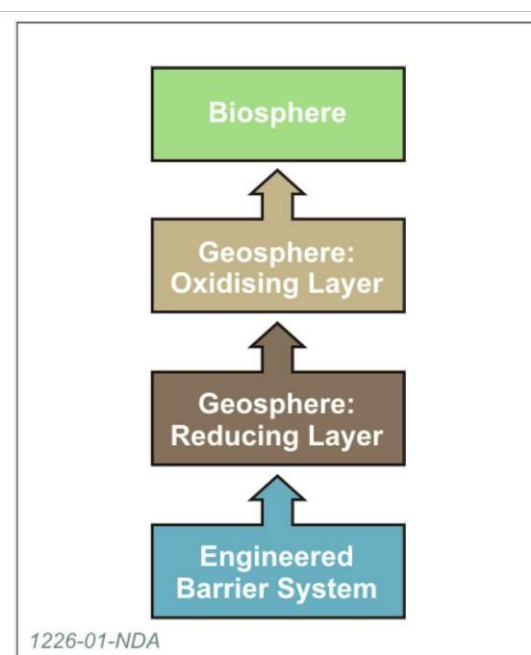 Biosphere
Geosphere:
Oxidising Layer
Geosphere:
Reducing Layer
Engineered
Barrier System
1226-01-NDA